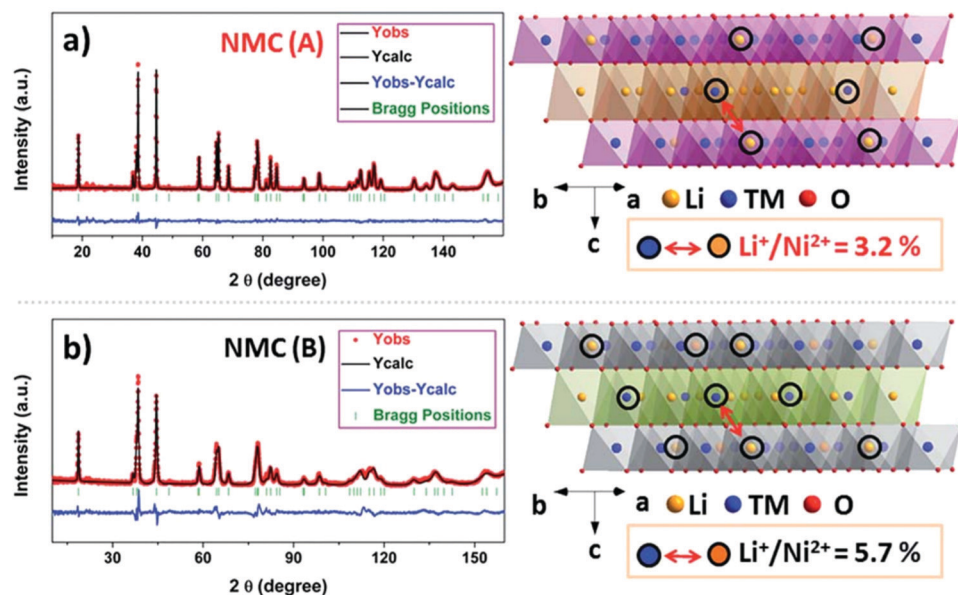 a)
NMC (A)
Yobs
Ycalc
Yobs-Ycalc
Bragg Positions
Intensity (a.u.)
20 40 60 80 100 120 140
2 θ (degree)
b a
c
Li TM O
Li⁺/Ni²⁺ = 3.2 %
b)
NMC (B)
Yobs
Ycalc
Yobs-Ycalc
Bragg Positions
Intensity (a.u.)
30 60 90 120 150
2 θ (degree)
b a
c
Li TM O
Li⁺/Ni²⁺ = 5.7 %